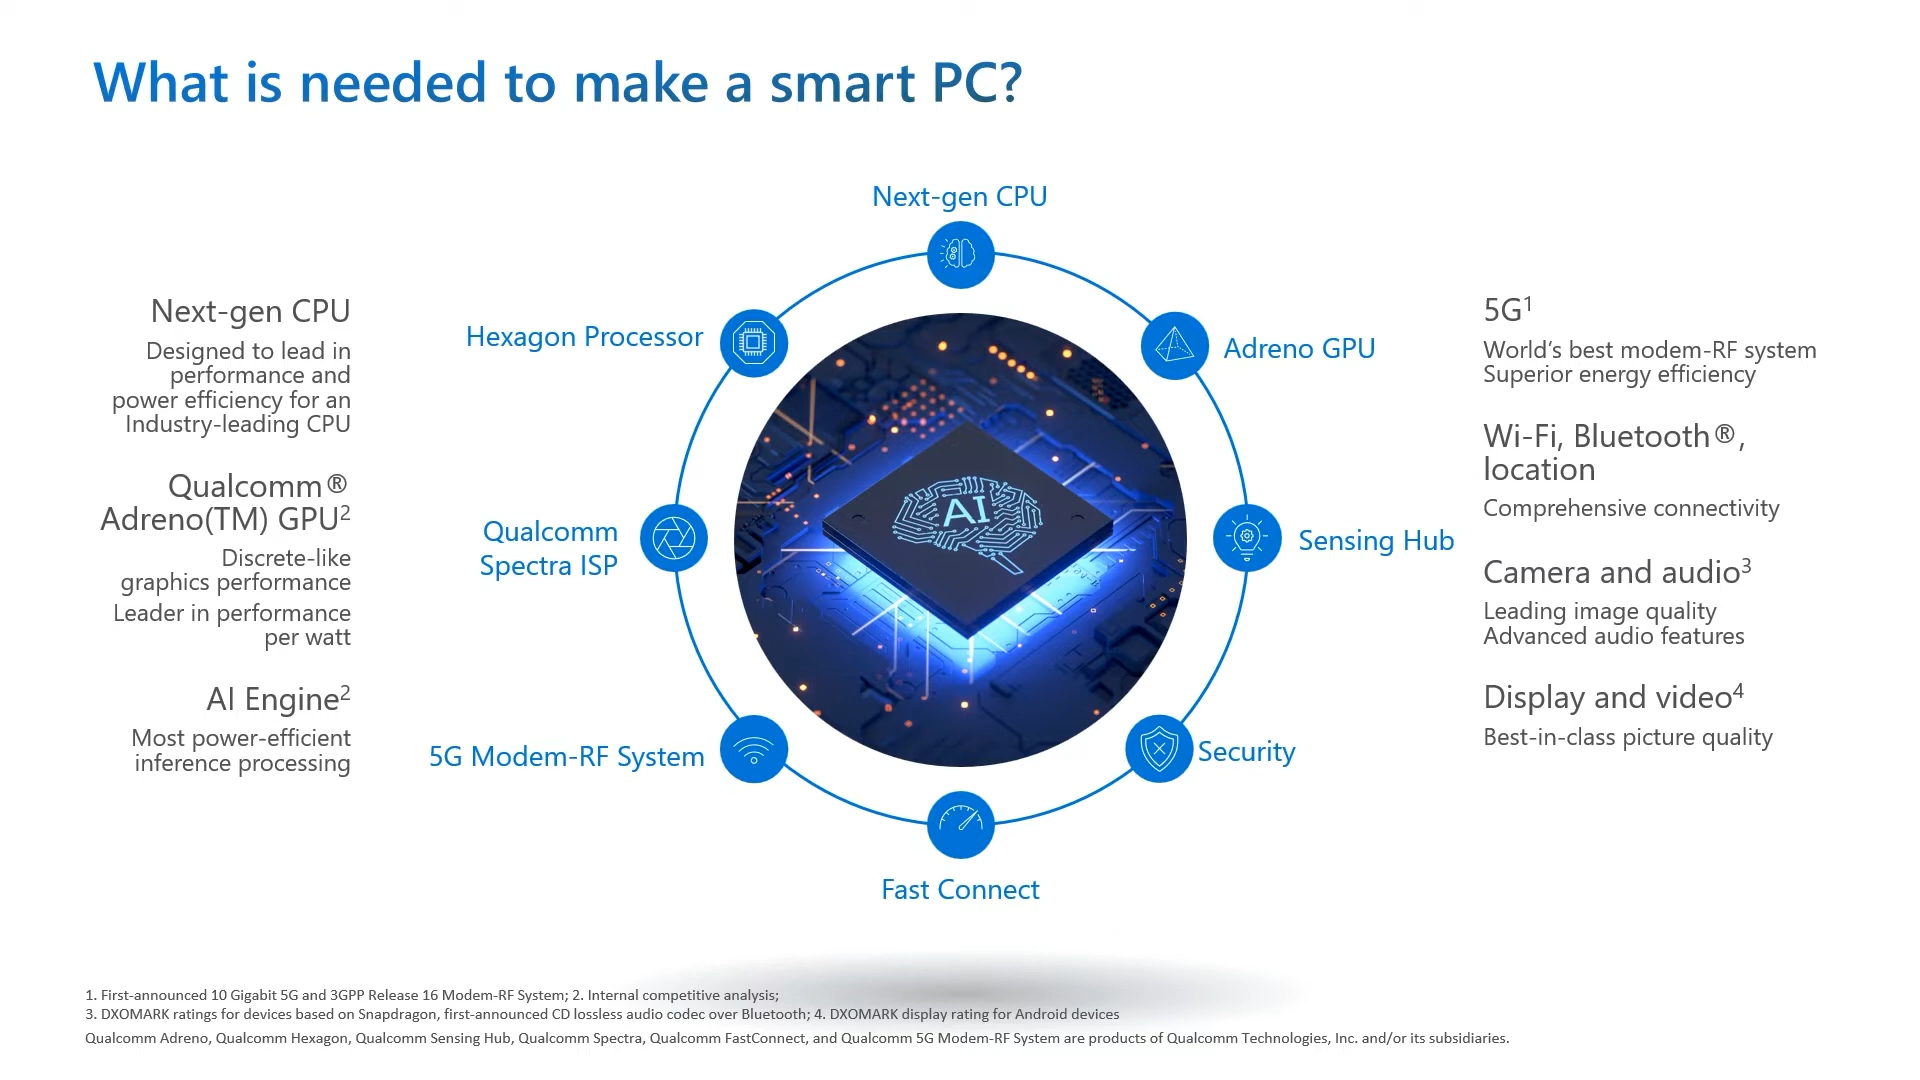 What is needed to make a smart PC?
Next-gen CPU
Designed to lead in
performance and
power efficiency for an
Industry-leading CPU
Qualcomm®
Adreno(TM) GPU²
Discrete-like
graphics performance
Leader in performance
per watt
AI Engine²
Most power-efficient
inference processing
Next-gen CPU
Hexagon Processor
Adreno GPU
Qualcomm
Spectra ISP
AI
Sensing Hub
5G Modem-RF System
Security
Fast Connect
5G¹
World’s best modem-RF system
Superior energy efficiency
Wi-Fi, Bluetooth®,
location
Comprehensive connectivity
Camera and audio³
Leading image quality
Advanced audio features
Display and video⁴
Best-in-class picture quality
1. First-announced 10 Gigabit 5G and 3GPP Release 16 Modem-RF System; 2. Internal competitive analysis;
3. DXOMARK ratings for devices based on Snapdragon, first-announced CD lossless audio codec over Bluetooth; 4. DXOMARK display rating for Android devices
Qualcomm Adreno, Qualcomm Hexagon, Qualcomm Sensing Hub, Qualcomm Spectra, Qualcomm FastConnect, and Qualcomm 5G Modem-RF System are products of Qualcomm Technologies, Inc. and/or its subsidiaries.